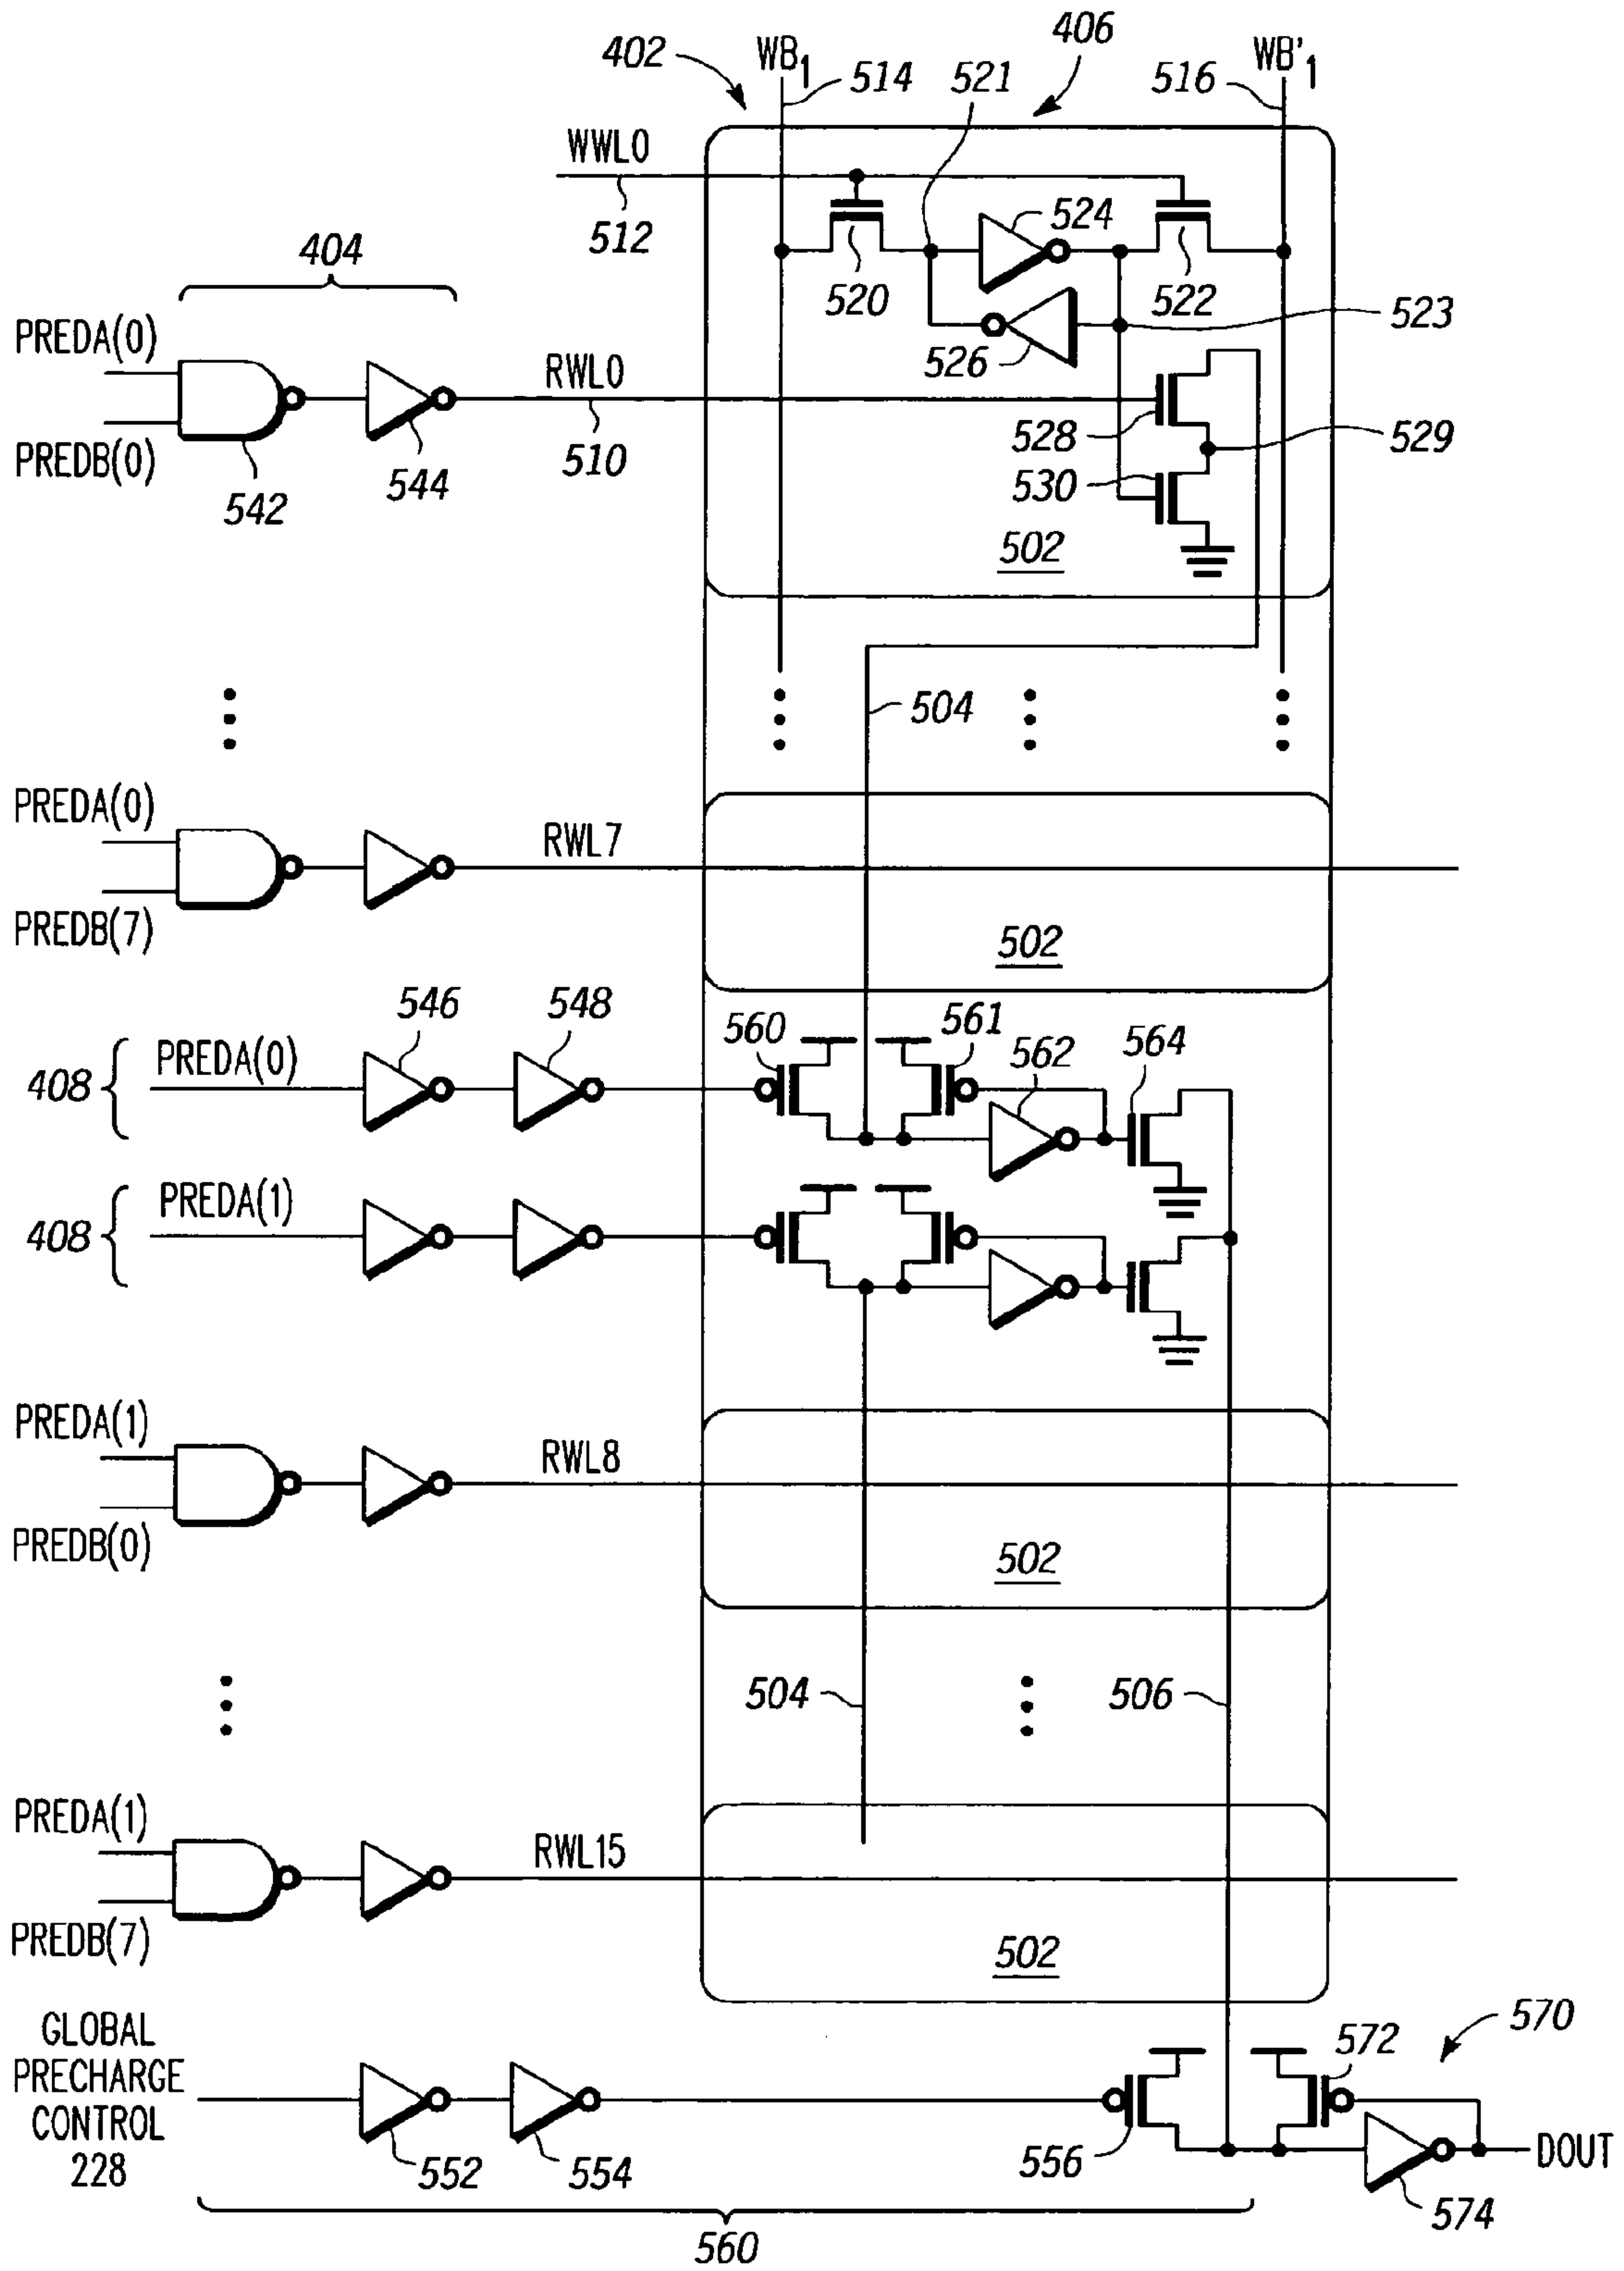 402
WB1
514
521
406
516
WB'1
WWL0
512
520
524
522
523
526
404
PREDA(0)
PREDB(0)
542
544
RWL0
510
528
529
530
502
504
PREDA(0)
PREDB(7)
RWL7
502
546
548
560
561
562
564
408
PREDA(0)
408
PREDA(1)
PREDA(1)
PREDB(0)
RWL8
502
504
506
PREDA(1)
PREDB(7)
RWL15
502
GLOBAL
PRECHARGE
CONTROL
228
552
554
556
572
570
DOUT
574
560